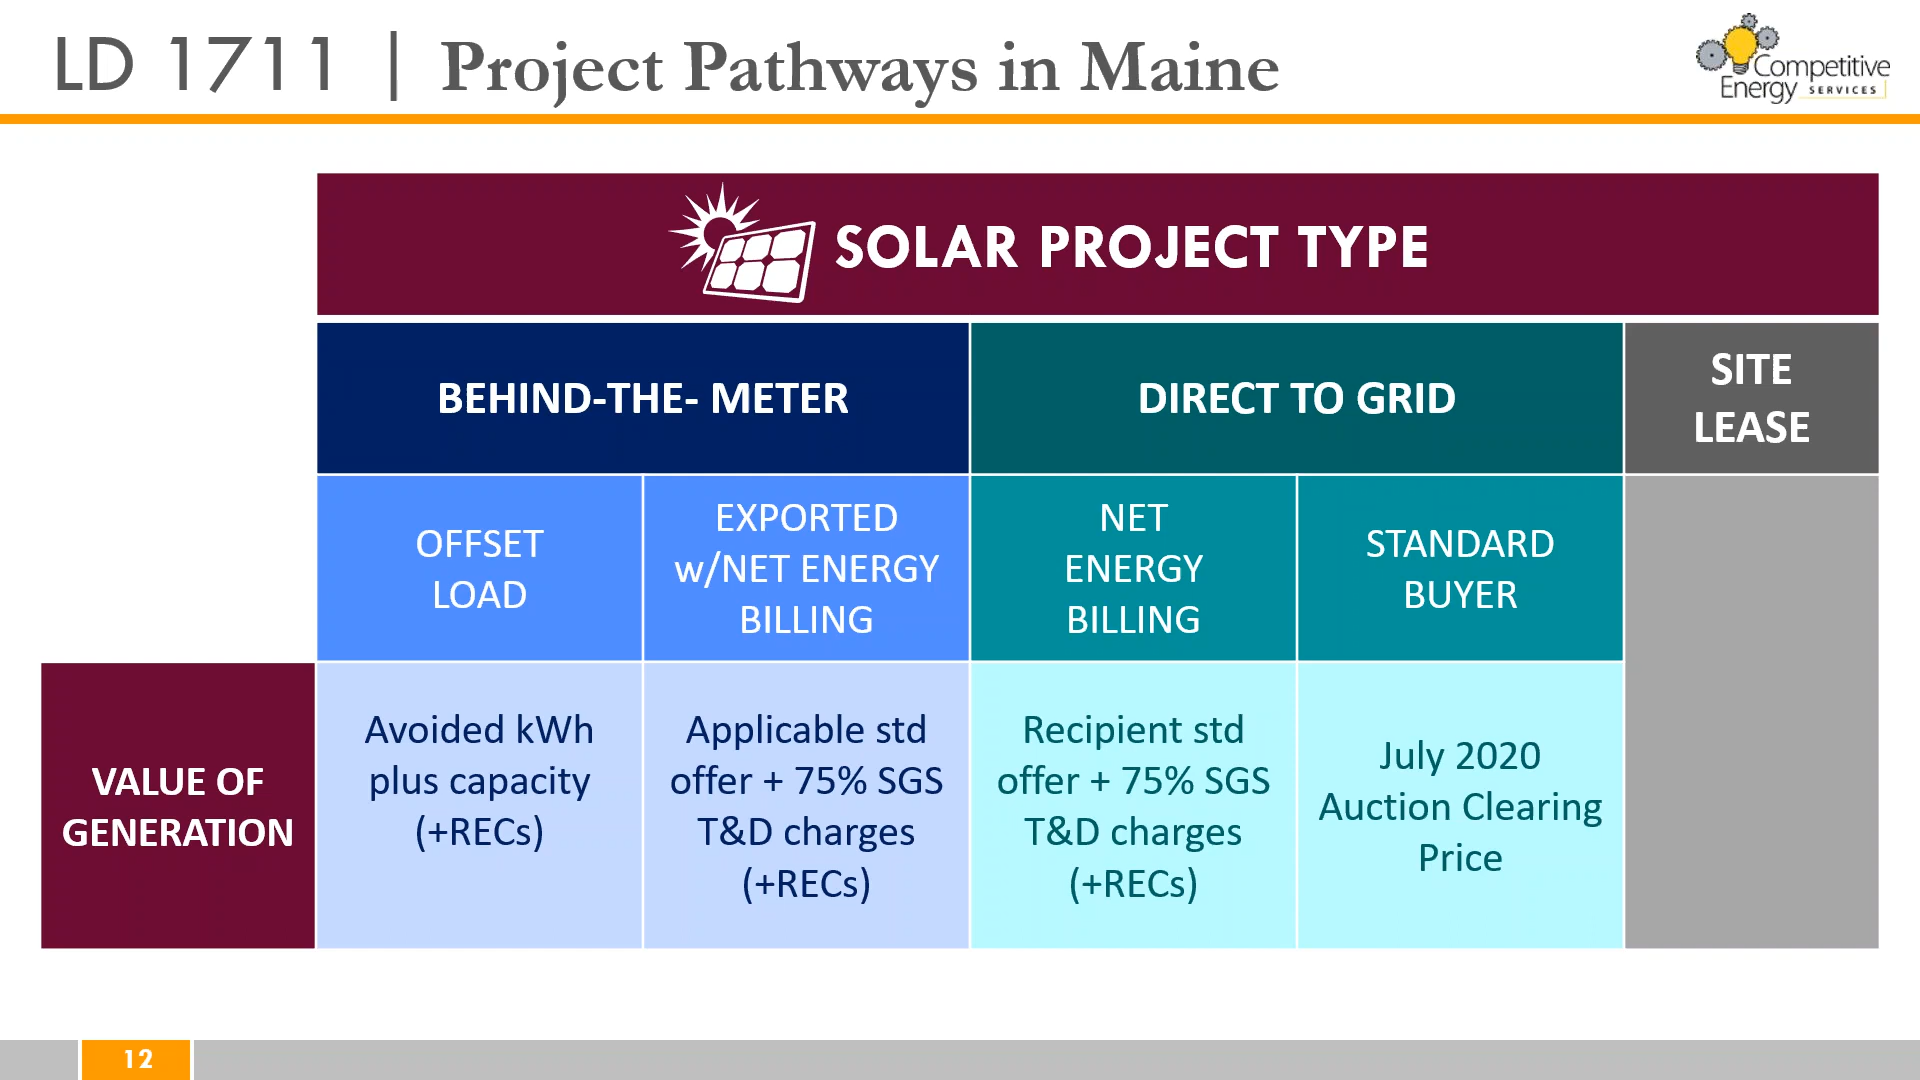 LD 1711 | Project Pathways in Maine
Competitive
Energy SERVICES
SOLAR PROJECT TYPE
BEHIND-THE- METER
DIRECT TO GRID
SITE
LEASE
OFFSET
LOAD
EXPORTED
w/NET ENERGY
BILLING
NET
ENERGY
BILLING
STANDARD
BUYER
VALUE OF
GENERATION
Avoided kWh
plus capacity
(+RECs)
Applicable std
offer + 75% SGS
T&D charges
(+RECs)
Recipient std
offer + 75% SGS
T&D charges
(+RECs)
July 2020
Auction Clearing
Price
12